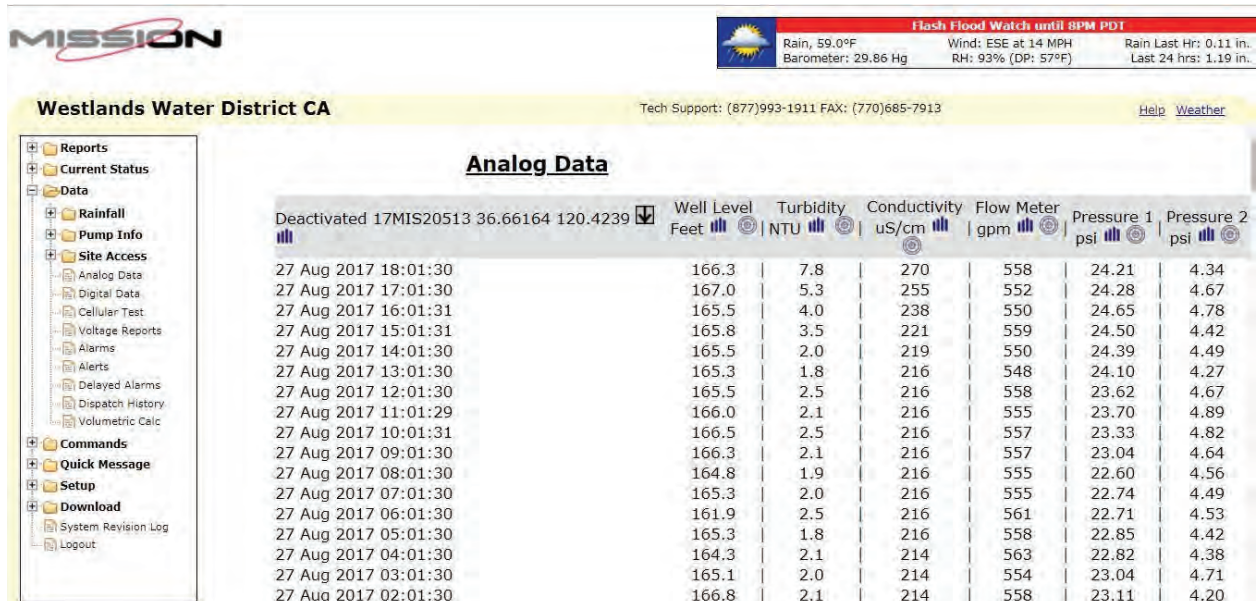 MISSION
Flash Flood Watch until 8PM PDT
Rain, 59.0ºF Wind: ESE at 14 MPH Rain Last Hr: 0.11 in.
Barometer: 29.86 Hg RH: 93% (DP: 57ºF) Last 24 hrs: 1.19 in.
Westlands Water District CA Tech Support: (877)993-1911 FAX: (770)685-7913 Help Weather
Reports
Current Status
Data
Rainfall
Pump Info
Site Access
Analog Data
Digital Data
Cellular Test
Voltage Reports
Alarms
Alerts
Delayed Alarms
Dispatch History
Volumetric Calc
Commands
Quick Message
Setup
Download
System Revision Log
Logout
Analog Data
Deactivated 17MIS20513 36.66164 120.4239 Well Level Feet | Turbidity NTU | Conductivity uS/cm | Flow Meter gpm | Pressure 1 psi | Pressure 2 psi
27 Aug 2017 18:01:30 166.3 | 7.8 | 270 | 558 | 24.21 | 4.34
27 Aug 2017 17:01:30 167.0 | 5.3 | 255 | 552 | 24.28 | 4.67
27 Aug 2017 16:01:31 165.5 | 4.0 | 238 | 550 | 24.65 | 4.78
27 Aug 2017 15:01:31 165.8 | 3.5 | 221 | 559 | 24.50 | 4.42
27 Aug 2017 14:01:30 165.5 | 2.0 | 219 | 550 | 24.39 | 4.49
27 Aug 2017 13:01:30 165.3 | 1.8 | 216 | 548 | 24.10 | 4.27
27 Aug 2017 12:01:30 165.5 | 2.5 | 216 | 558 | 23.62 | 4.67
27 Aug 2017 11:01:29 166.0 | 2.1 | 216 | 555 | 23.70 | 4.89
27 Aug 2017 10:01:31 166.5 | 2.5 | 216 | 557 | 23.33 | 4.82
27 Aug 2017 09:01:30 166.3 | 2.1 | 216 | 557 | 23.04 | 4.64
27 Aug 2017 08:01:30 164.8 | 1.9 | 216 | 555 | 22.60 | 4.56
27 Aug 2017 07:01:30 165.3 | 2.0 | 216 | 555 | 22.74 | 4.49
27 Aug 2017 06:01:30 161.9 | 2.5 | 216 | 561 | 22.71 | 4.53
27 Aug 2017 05:01:30 165.3 | 1.8 | 216 | 558 | 22.85 | 4.42
27 Aug 2017 04:01:30 164.3 | 2.1 | 214 | 563 | 22.82 | 4.38
27 Aug 2017 03:01:30 165.1 | 2.0 | 214 | 554 | 23.04 | 4.71
27 Aug 2017 02:01:30 166.8 | 2.1 | 214 | 558 | 23.11 | 4.20